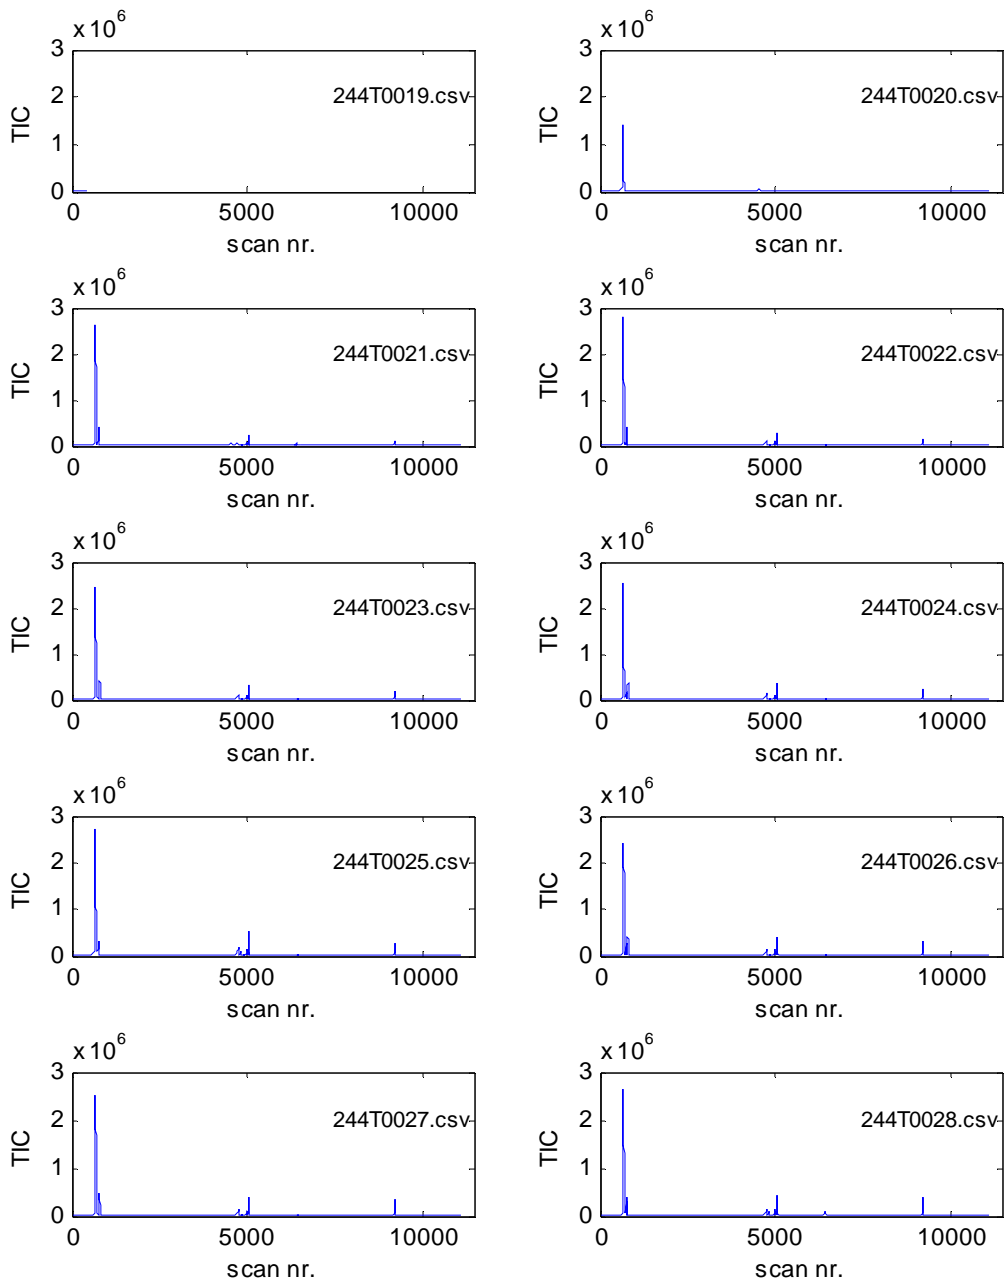 x 10^6
3
2
1
0
TIC
244T0019.csv
0 5000 10000
scan nr.
x 10^6
3
2
1
0
TIC
244T0020.csv
0 5000 10000
scan nr.
x 10^6
3
2
1
0
TIC
244T0021.csv
0 5000 10000
scan nr.
x 10^6
3
2
1
0
TIC
244T0022.csv
0 5000 10000
scan nr.
x 10^6
3
2
1
0
TIC
244T0023.csv
0 5000 10000
scan nr.
x 10^6
3
2
1
0
TIC
244T0024.csv
0 5000 10000
scan nr.
x 10^6
3
2
1
0
TIC
244T0025.csv
0 5000 10000
scan nr.
x 10^6
3
2
1
0
TIC
244T0026.csv
0 5000 10000
scan nr.
x 10^6
3
2
1
0
TIC
244T0027.csv
0 5000 10000
scan nr.
x 10^6
3
2
1
0
TIC
244T0028.csv
0 5000 10000
scan nr.